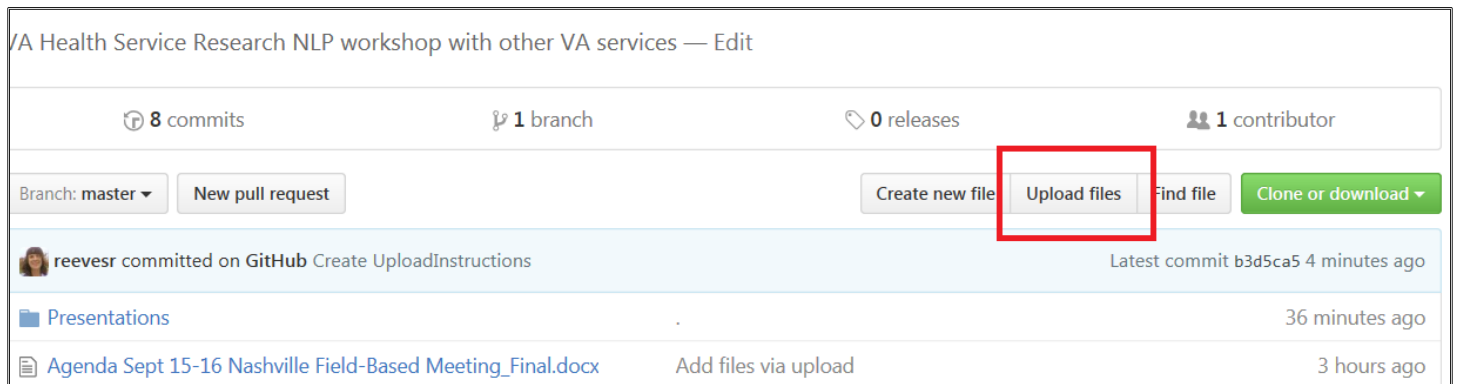 VA Health Service Research NLP workshop with other VA services — Edit
8 commits 1 branch 0 releases 1 contributor
Branch: master New pull request Create new file Upload files Find file Clone or download
reevesr committed on GitHub Create UploadInstructions Latest commit b3d5ca5 4 minutes ago
Presentations . 36 minutes ago
Agenda Sept 15-16 Nashville Field-Based Meeting_Final.docx Add files via upload 3 hours ago